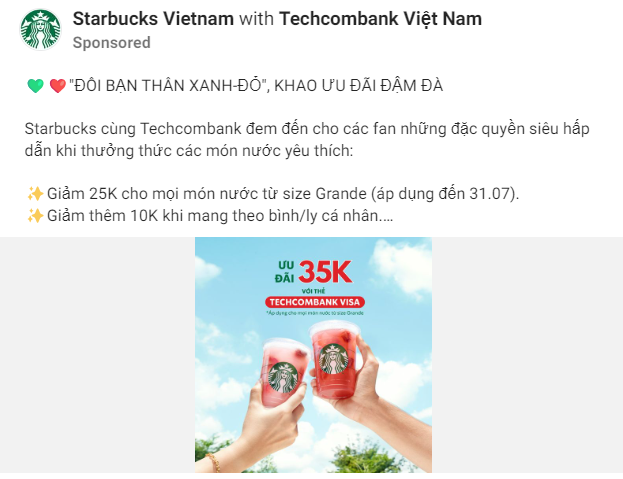 Starbucks Vietnam with Techcombank Việt Nam
Sponsored
💚❤️"ĐÔI BẠN THÂN XANH-ĐỎ", KHAO ƯU ĐÃI ĐẬM ĐÀ
Starbucks cùng Techcombank đem đến cho các fan những đặc quyền siêu hấp
dẫn khi thưởng thức các món nước yêu thích:
✨Giảm 25K cho mọi món nước từ size Grande (áp dụng đến 31.07).
✨Giảm thêm 10K khi mang theo bình/ly cá nhân....
ƯU ĐÃI 35K
VỚI THẺ
TECHCOMBANK VISA
*Áp dụng cho mọi món nước từ size Grande